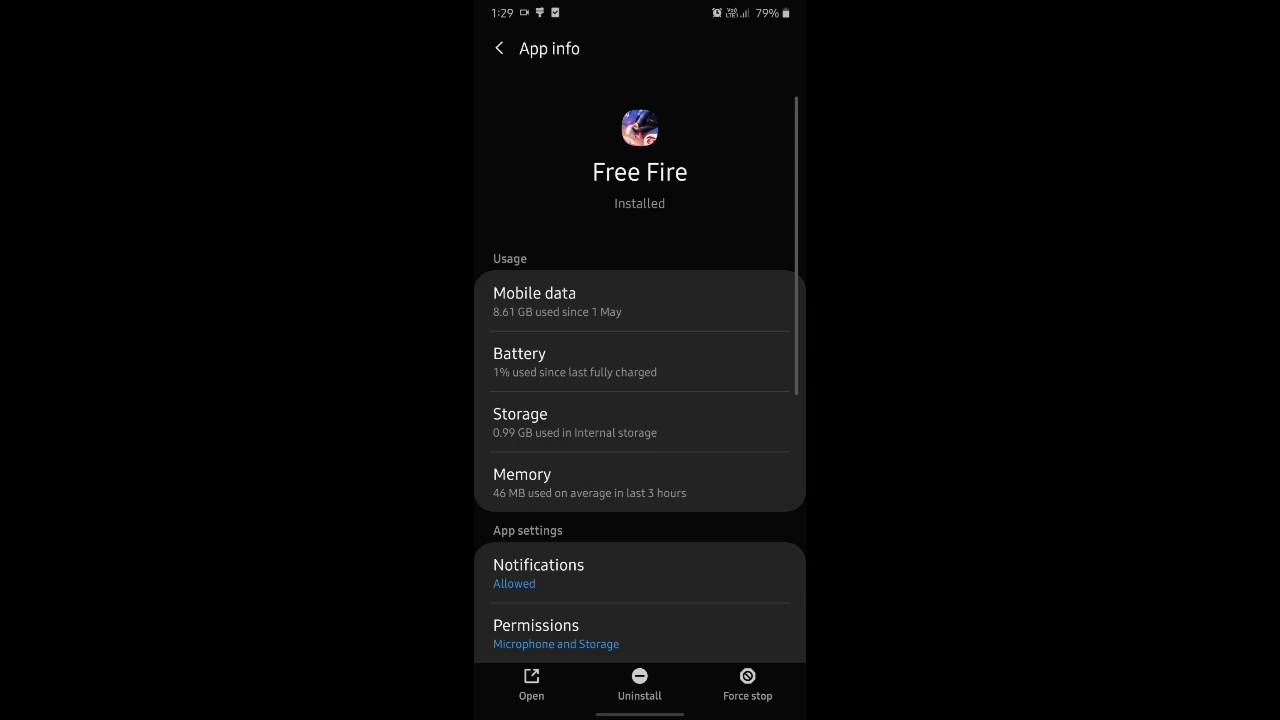 1:29
79%
App info
Free Fire
Installed
Usage
Mobile data
8.61 GB used since 1 May
Battery
1% used since last fully charged
Storage
0.99 GB used in Internal storage
Memory
46 MB used on average in last 3 hours
App settings
Notifications
Allowed
Permissions
Microphone and Storage
Open
Uninstall
Force stop